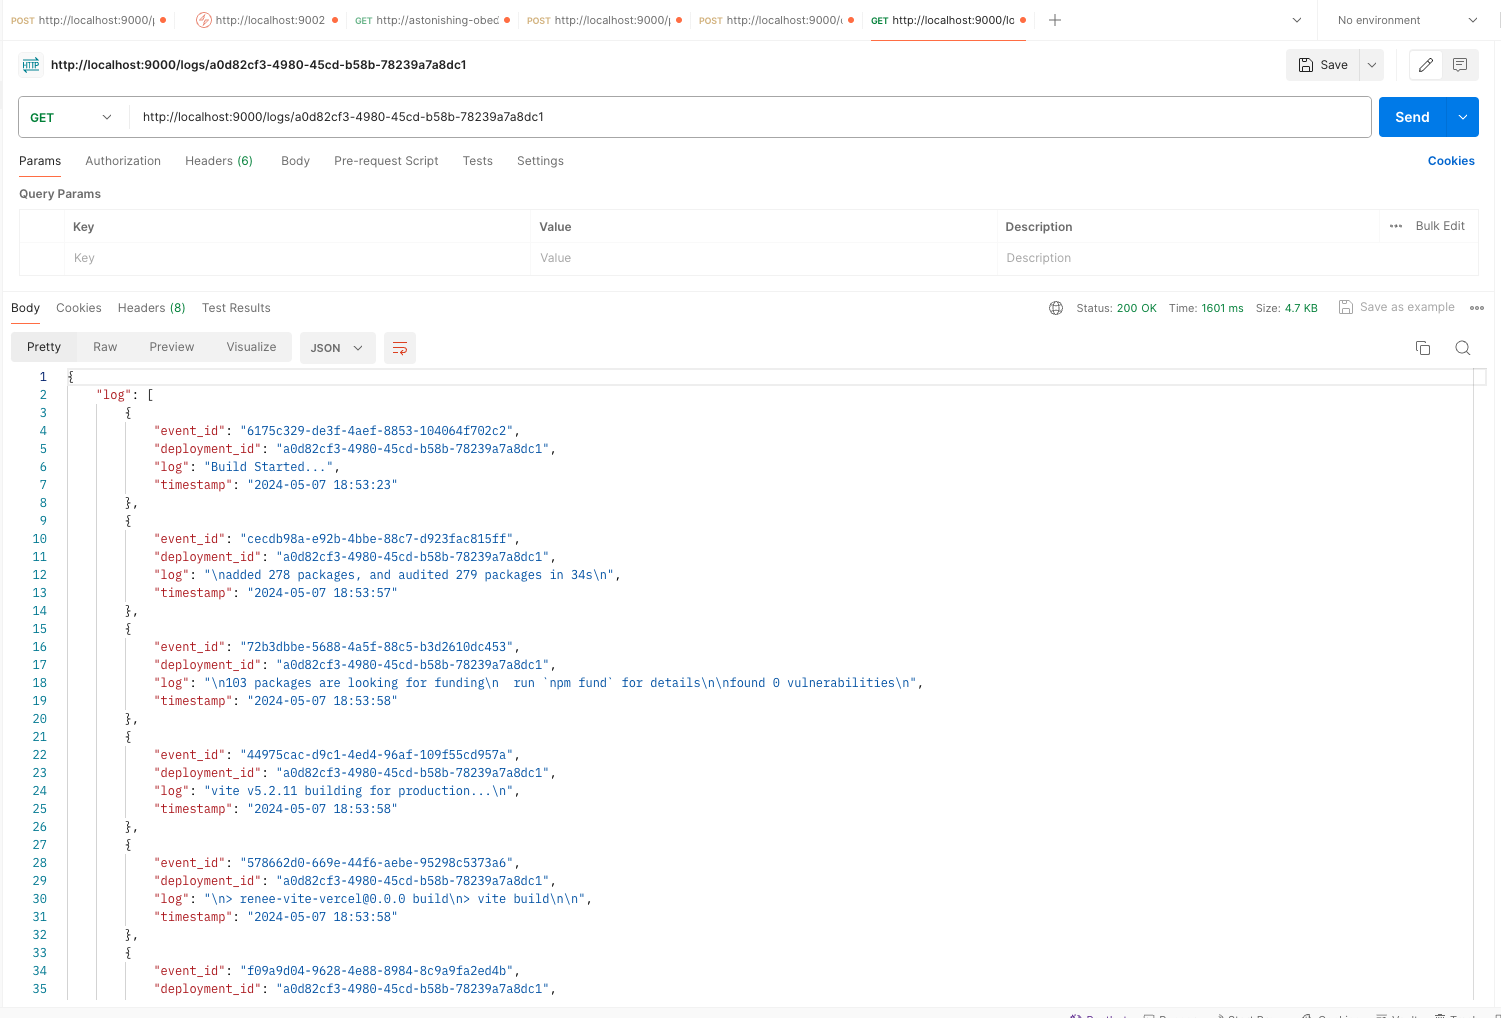 POST http://localhost:9000/
http://localhost:9002
GET http://astonishing-obed
POST http://localhost:9000/
POST http://localhost:9000/
GET http://localhost:9000/lo
No environment
HTTP http://localhost:9000/logs/a0d82cf3-4980-45cd-b58b-78239a7a8dc1
Save
GET http://localhost:9000/logs/a0d82cf3-4980-45cd-b58b-78239a7a8dc1 Send
Params Authorization Headers (6) Body Pre-request Script Tests Settings Cookies
Query Params
Key Value Description ••• Bulk Edit
Key Value Description
Body Cookies Headers (8) Test Results Status: 200 OK Time: 1601 ms Size: 4.7 KB Save as example •••
Pretty Raw Preview Visualize JSON
1 {
2 "log": [
3 {
4 "event_id": "6175c329-de3f-4aef-8853-104064f702c2",
5 "deployment_id": "a0d82cf3-4980-45cd-b58b-78239a7a8dc1",
6 "log": "Build Started...",
7 "timestamp": "2024-05-07 18:53:23"
8 },
9 {
10 "event_id": "cecdb98a-e92b-4bbe-88c7-d923fac815ff",
11 "deployment_id": "a0d82cf3-4980-45cd-b58b-78239a7a8dc1",
12 "log": "\nadded 278 packages, and audited 279 packages in 34s\n",
13 "timestamp": "2024-05-07 18:53:57"
14 },
15 {
16 "event_id": "72b3dbbe-5688-4a5f-88c5-b3d2610dc453",
17 "deployment_id": "a0d82cf3-4980-45cd-b58b-78239a7a8dc1",
18 "log": "\n103 packages are looking for funding\n  run `npm fund` for details\n\nfound 0 vulnerabilities\n",
19 "timestamp": "2024-05-07 18:53:58"
20 },
21 {
22 "event_id": "44975cac-d9c1-4ed4-96af-109f55cd957a",
23 "deployment_id": "a0d82cf3-4980-45cd-b58b-78239a7a8dc1",
24 "log": "vite v5.2.11 building for production...\n",
25 "timestamp": "2024-05-07 18:53:58"
26 },
27 {
28 "event_id": "578662d0-669e-44f6-aebe-95298c5373a6",
29 "deployment_id": "a0d82cf3-4980-45cd-b58b-78239a7a8dc1",
30 "log": "\n> renee-vite-vercel@0.0.0 build\n> vite build\n\n",
31 "timestamp": "2024-05-07 18:53:58"
32 },
33 {
34 "event_id": "f09a9d04-9628-4e88-8984-8c9a9fa2ed4b",
35 "deployment_id": "a0d82cf3-4980-45cd-b58b-78239a7a8dc1",